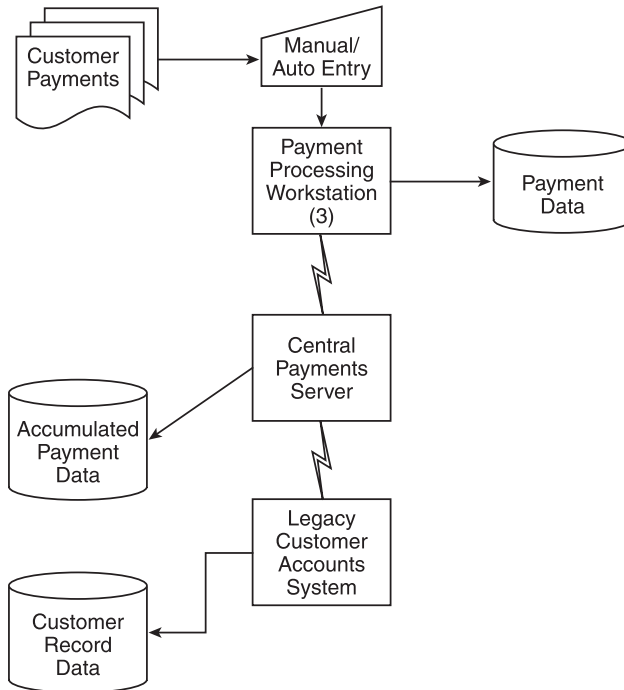 Customer
Payments
Manual/
Auto Entry
Payment
Processing
Workstation
(3)
Payment
Data
Central
Payments
Server
Accumulated
Payment
Data
Legacy
Customer
Accounts
System
Customer
Record
Data